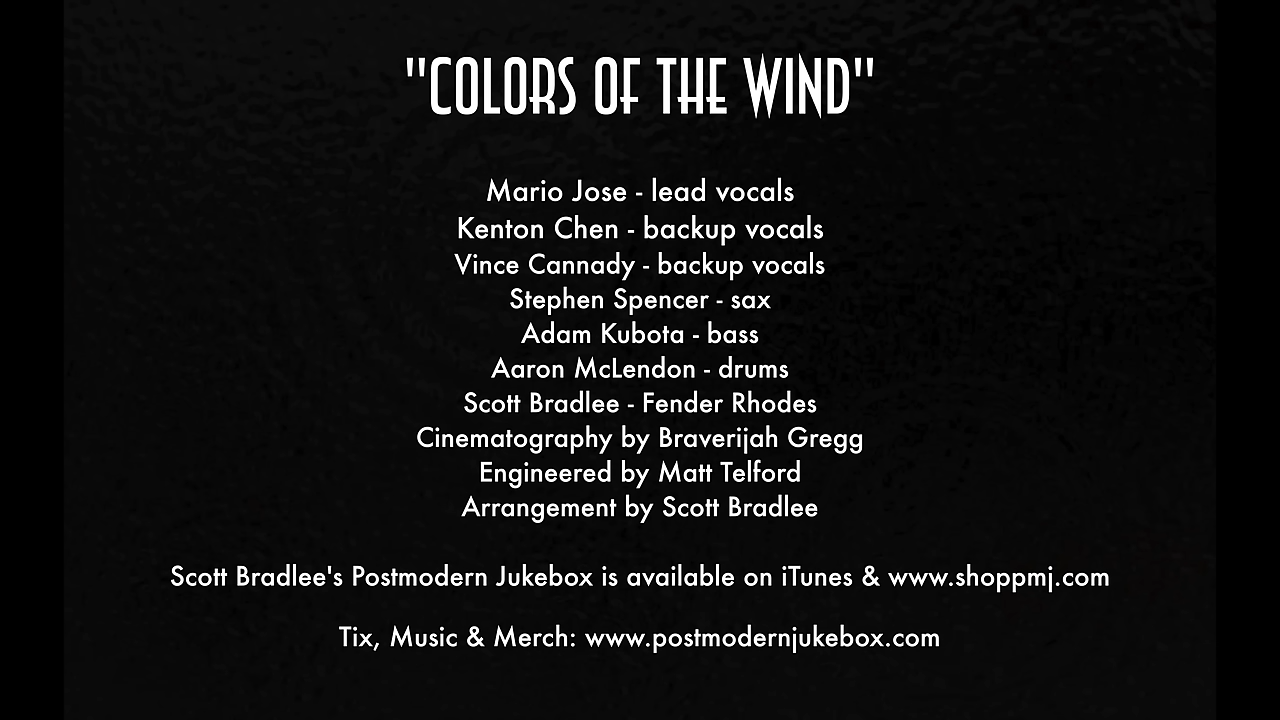 "COLORS OF THE WIND"
Mario Jose - lead vocals
Kenton Chen - backup vocals
Vince Cannady - backup vocals
Stephen Spencer - sax
Adam Kubota - bass
Aaron McLendon - drums
Scott Bradlee - Fender Rhodes
Cinematography by Braverijah Gregg
Engineered by Matt Telford
Arrangement by Scott Bradlee
Scott Bradlee's Postmodern Jukebox is available on iTunes & www.shoppmj.com
Tix, Music & Merch: www.postmodernjukebox.com